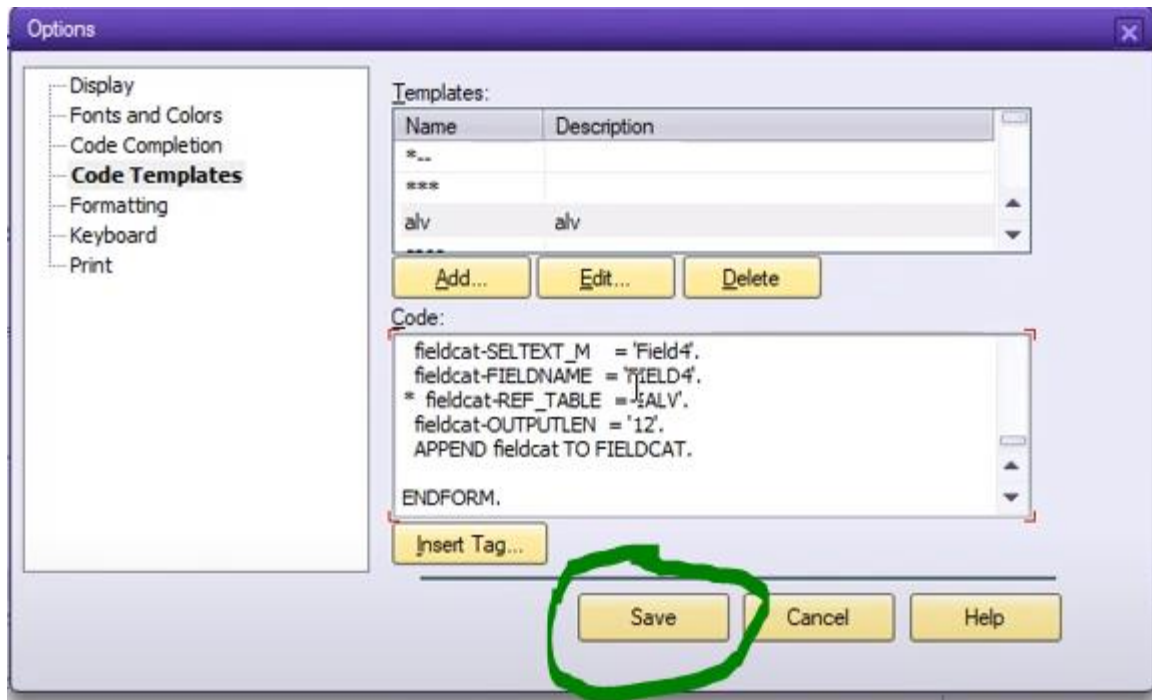 Options
Display
Fonts and Colors
Code Completion
Code Templates
Formatting
Keyboard
Print
Templates:
Name Description
*--
***
alv alv
Add... Edit... Delete
Code:
fieldcat-SELTEXT_M = 'Field4'.
fieldcat-FIELDNAME = 'FIELD4'.
* fieldcat-REF_TABLE = 'IALV'.
fieldcat-OUTPUTLEN = '12'.
APPEND fieldcat TO FIELDCAT.
ENDFORM.
Insert Tag...
Save Cancel Help